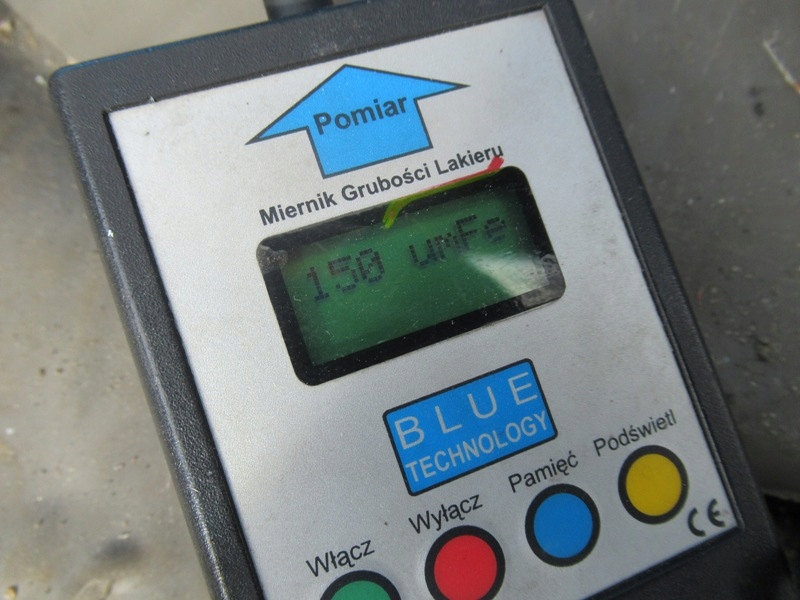 Pomiar
Miernik Grubości Lakieru
150 umFe
BLUE
TECHNOLOGY
Włącz
Wyłącz
Pamięć
Podświetl
CE